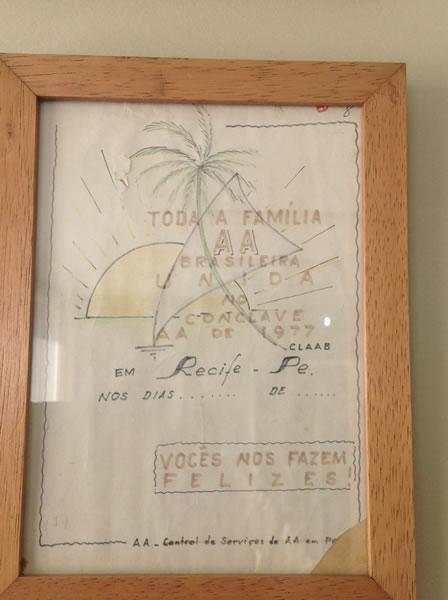 TODA A FAMÍLIA
AA
BRASILEIRA
UNIDA
NO
CONCLAVE
AA DE 1977
CLAAB
EM Recife - Pe.
NOS DIAS ....... DE ......
VOCÊS NOS FAZEM
FELIZES!
AA - Central de Serviços de AA em Pe